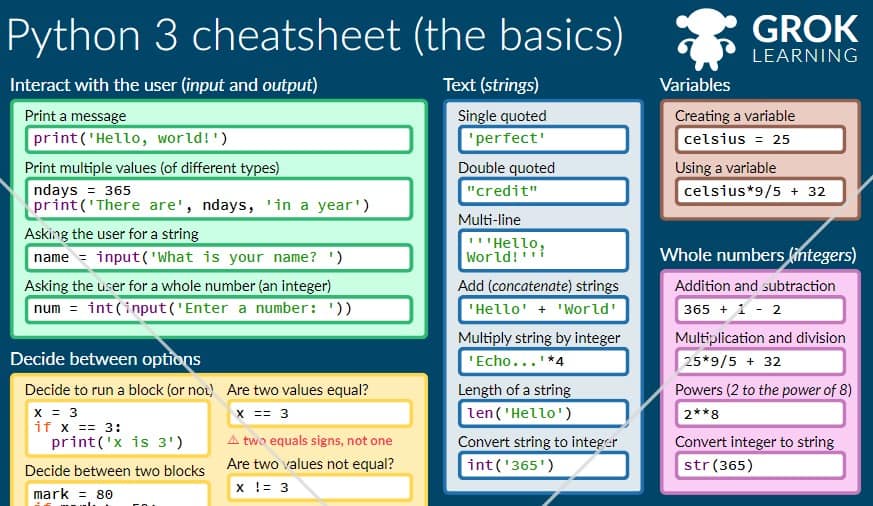 Python 3 cheatsheet (the basics)
GROK
LEARNING
Interact with the user (input and output)
Print a message
print('Hello, world!')
Print multiple values (of different types)
ndays = 365
print('There are', ndays, 'in a year')
Asking the user for a string
name = input('What is your name? ')
Asking the user for a whole number (an integer)
num = int(input('Enter a number: '))
Decide between options
Decide to run a block (or not)
x = 3
if x == 3:
print('x is 3')
Decide between two blocks
mark = 80
Are two values equal?
x == 3
⚠ two equals signs, not one
Are two values not equal?
x != 3
Text (strings)
Single quoted
'perfect'
Double quoted
"credit"
Multi-line
'''Hello,
World!'''
Add (concatenate) strings
'Hello' + 'World'
Multiply string by integer
'Echo...'*4
Length of a string
len('Hello')
Convert string to integer
int('365')
Variables
Creating a variable
celsius = 25
Using a variable
celsius*9/5 + 32
Whole numbers (integers)
Addition and subtraction
365 + 1 - 2
Multiplication and division
25*9/5 + 32
Powers (2 to the power of 8)
2**8
Convert integer to string
str(365)